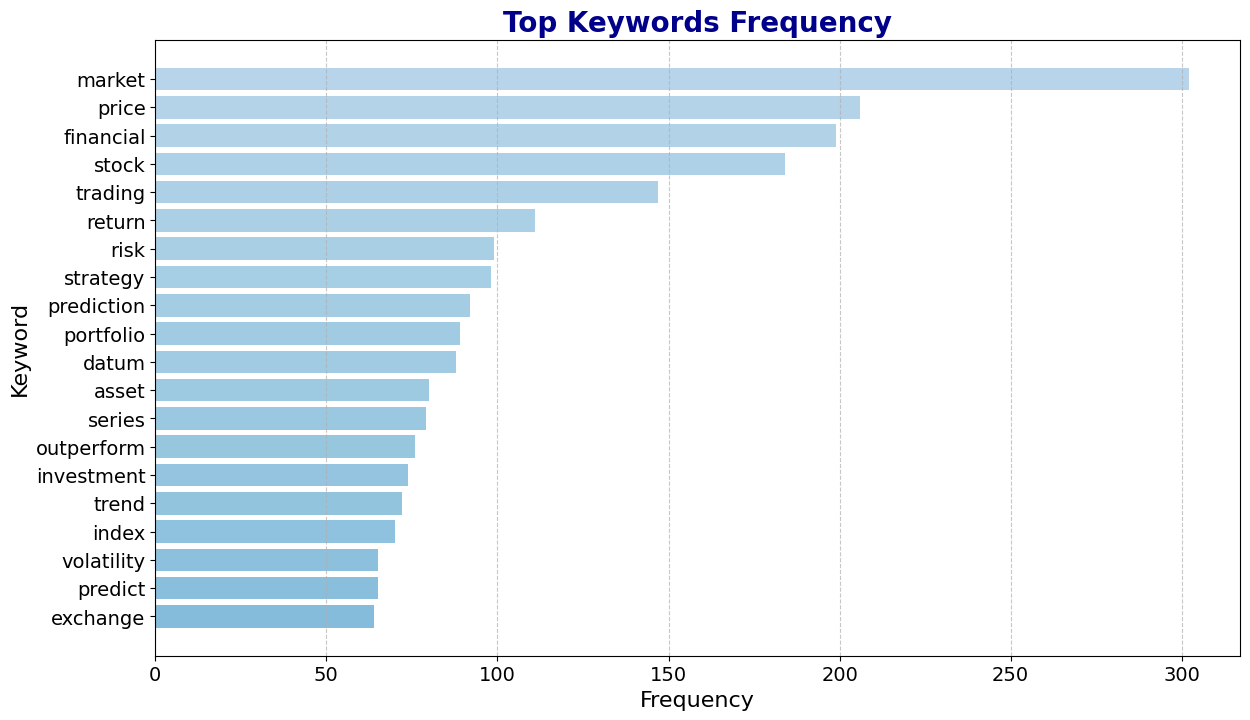 Top Keywords Frequency
Keyword
market
price
financial
stock
trading
return
risk
strategy
prediction
portfolio
datum
asset
series
outperform
investment
trend
index
volatility
predict
exchange
0 50 100 150 200 250 300
Frequency